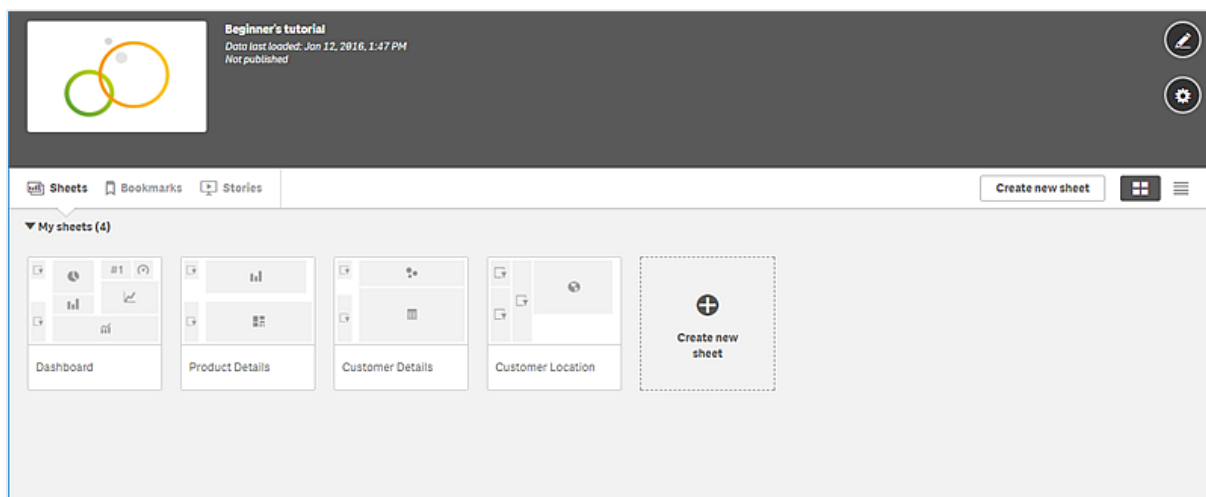 Beginner's tutorial
Data last loaded: Jan 12, 2016, 1:47 PM
Not published
Sheets
Bookmarks
Stories
Create new sheet
My sheets (4)
#1
Dashboard
Product Details
Customer Details
Customer Location
Create new
sheet